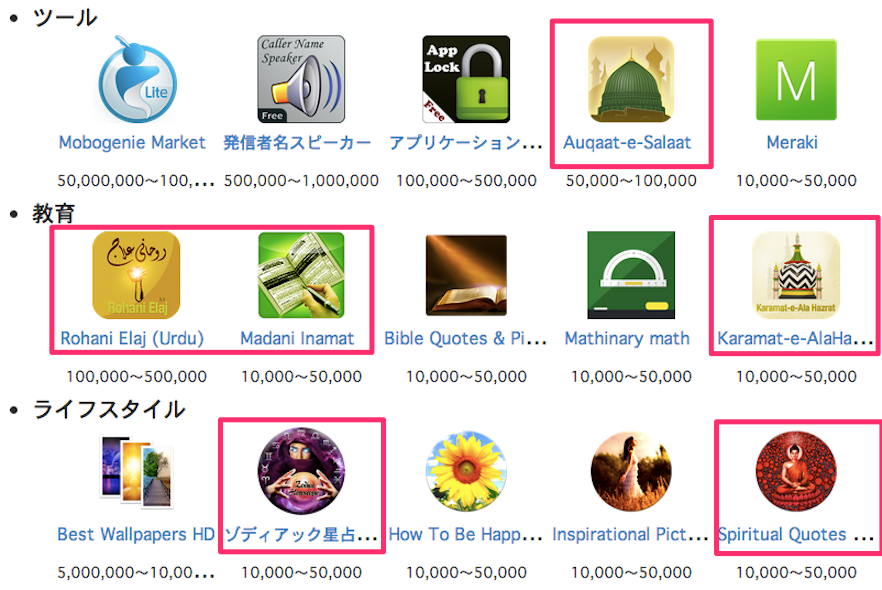 ツール
Lite
Caller Name
Speaker
Free
App
Lock
Free
M
Mobogenie Market
発信者名スピーカー
アプリケーション...
Auqaat-e-Salaat
Meraki
50,000,000〜100,...
500,000〜1,000,000
100,000〜500,000
50,000〜100,000
10,000〜50,000
教育
روحانی علاج
Rohani Elaj
Karamat-e-Ala Hazrat
Rohani Elaj (Urdu)
Madani Inamat
Bible Quotes & Pi...
Mathinary math
Karamat-e-AlaHa...
100,000〜500,000
10,000〜50,000
10,000〜50,000
10,000〜50,000
10,000〜50,000
ライフスタイル
Zodiac
Best Wallpapers HD
ゾディアック星占...
How To Be Happ...
Inspirational Pict...
Spiritual Quotes ...
5,000,000〜10,00...
10,000〜50,000
10,000〜50,000
10,000〜50,000
10,000〜50,000